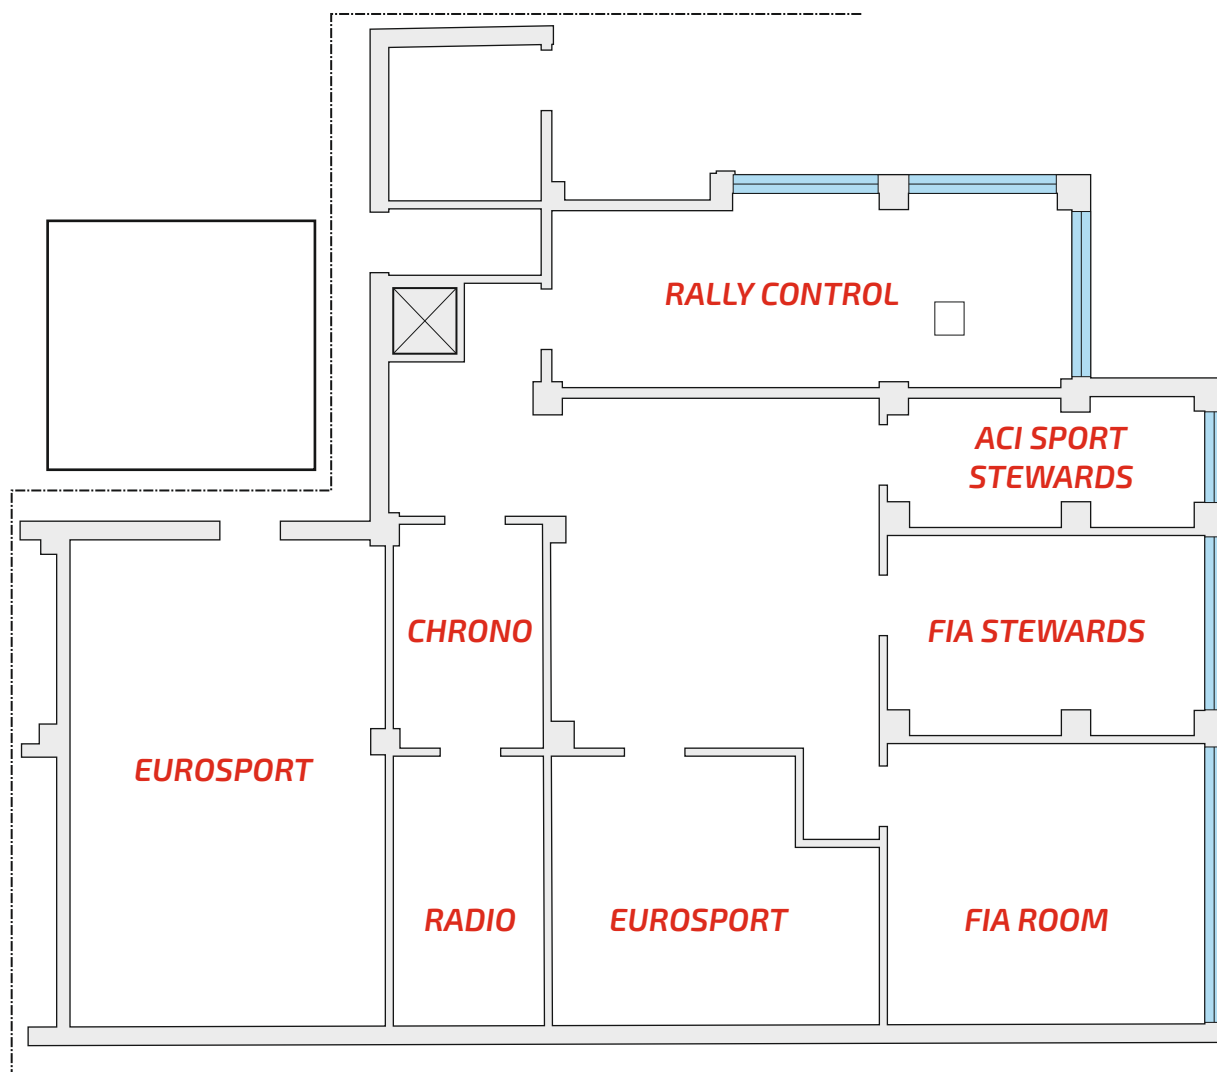 RALLY CONTROL
ACI SPORT
STEWARDS
CHRONO
FIA STEWARDS
EUROSPORT
RADIO
EUROSPORT
FIA ROOM